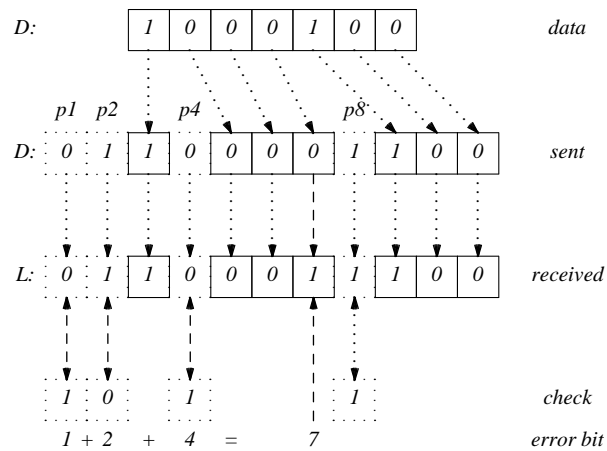 D: 1 0 0 0 1 0 0 data
p1 p2 p4 p8
D: 0 1 1 0 0 0 0 1 1 0 0 sent
L: 0 1 1 0 0 0 1 1 1 0 0 received
1 0 1 1 check
1 + 2 + 4 = 7 error bit